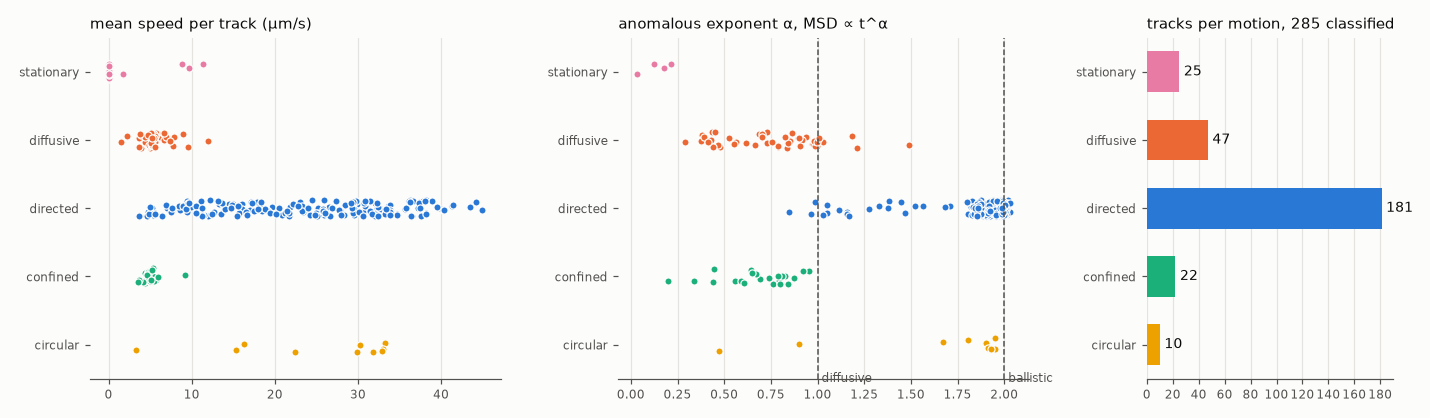 mean speed per track (µm/s)
stationary
diffusive
directed
confined
circular
0 10 20 30 40
anomalous exponent α, MSD ∝ t^α
stationary
diffusive
directed
confined
circular
diffusive
ballistic
0.00 0.25 0.50 0.75 1.00 1.25 1.50 1.75 2.00
tracks per motion, 285 classified
stationary
25
diffusive
47
directed
181
confined
22
circular
10
0 20 40 60 80 100 120 140 160 180